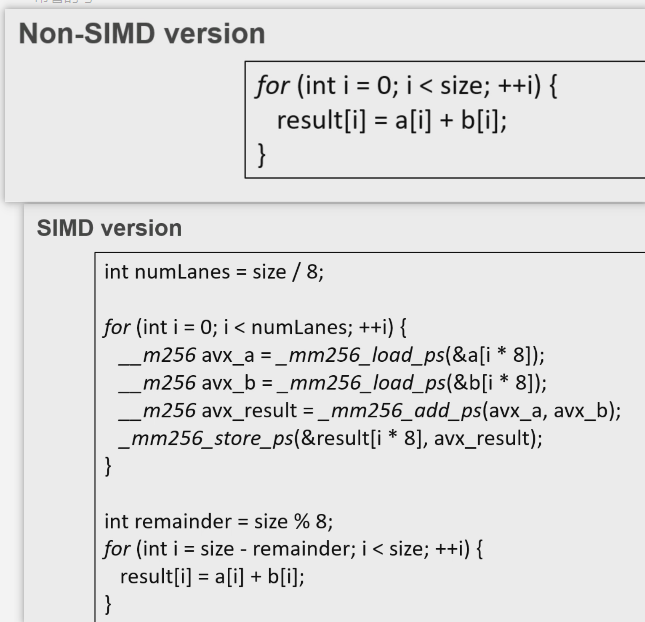 Non-SIMD version
for (int i = 0; i < size; ++i) {
result[i] = a[i] + b[i];
}
SIMD version
int numLanes = size / 8;
for (int i = 0; i < numLanes; ++i) {
__m256 avx_a = _mm256_load_ps(&a[i * 8]);
__m256 avx_b = _mm256_load_ps(&b[i * 8]);
__m256 avx_result = _mm256_add_ps(avx_a, avx_b);
_mm256_store_ps(&result[i * 8], avx_result);
}
int remainder = size % 8;
for (int i = size - remainder; i < size; ++i) {
result[i] = a[i] + b[i];
}